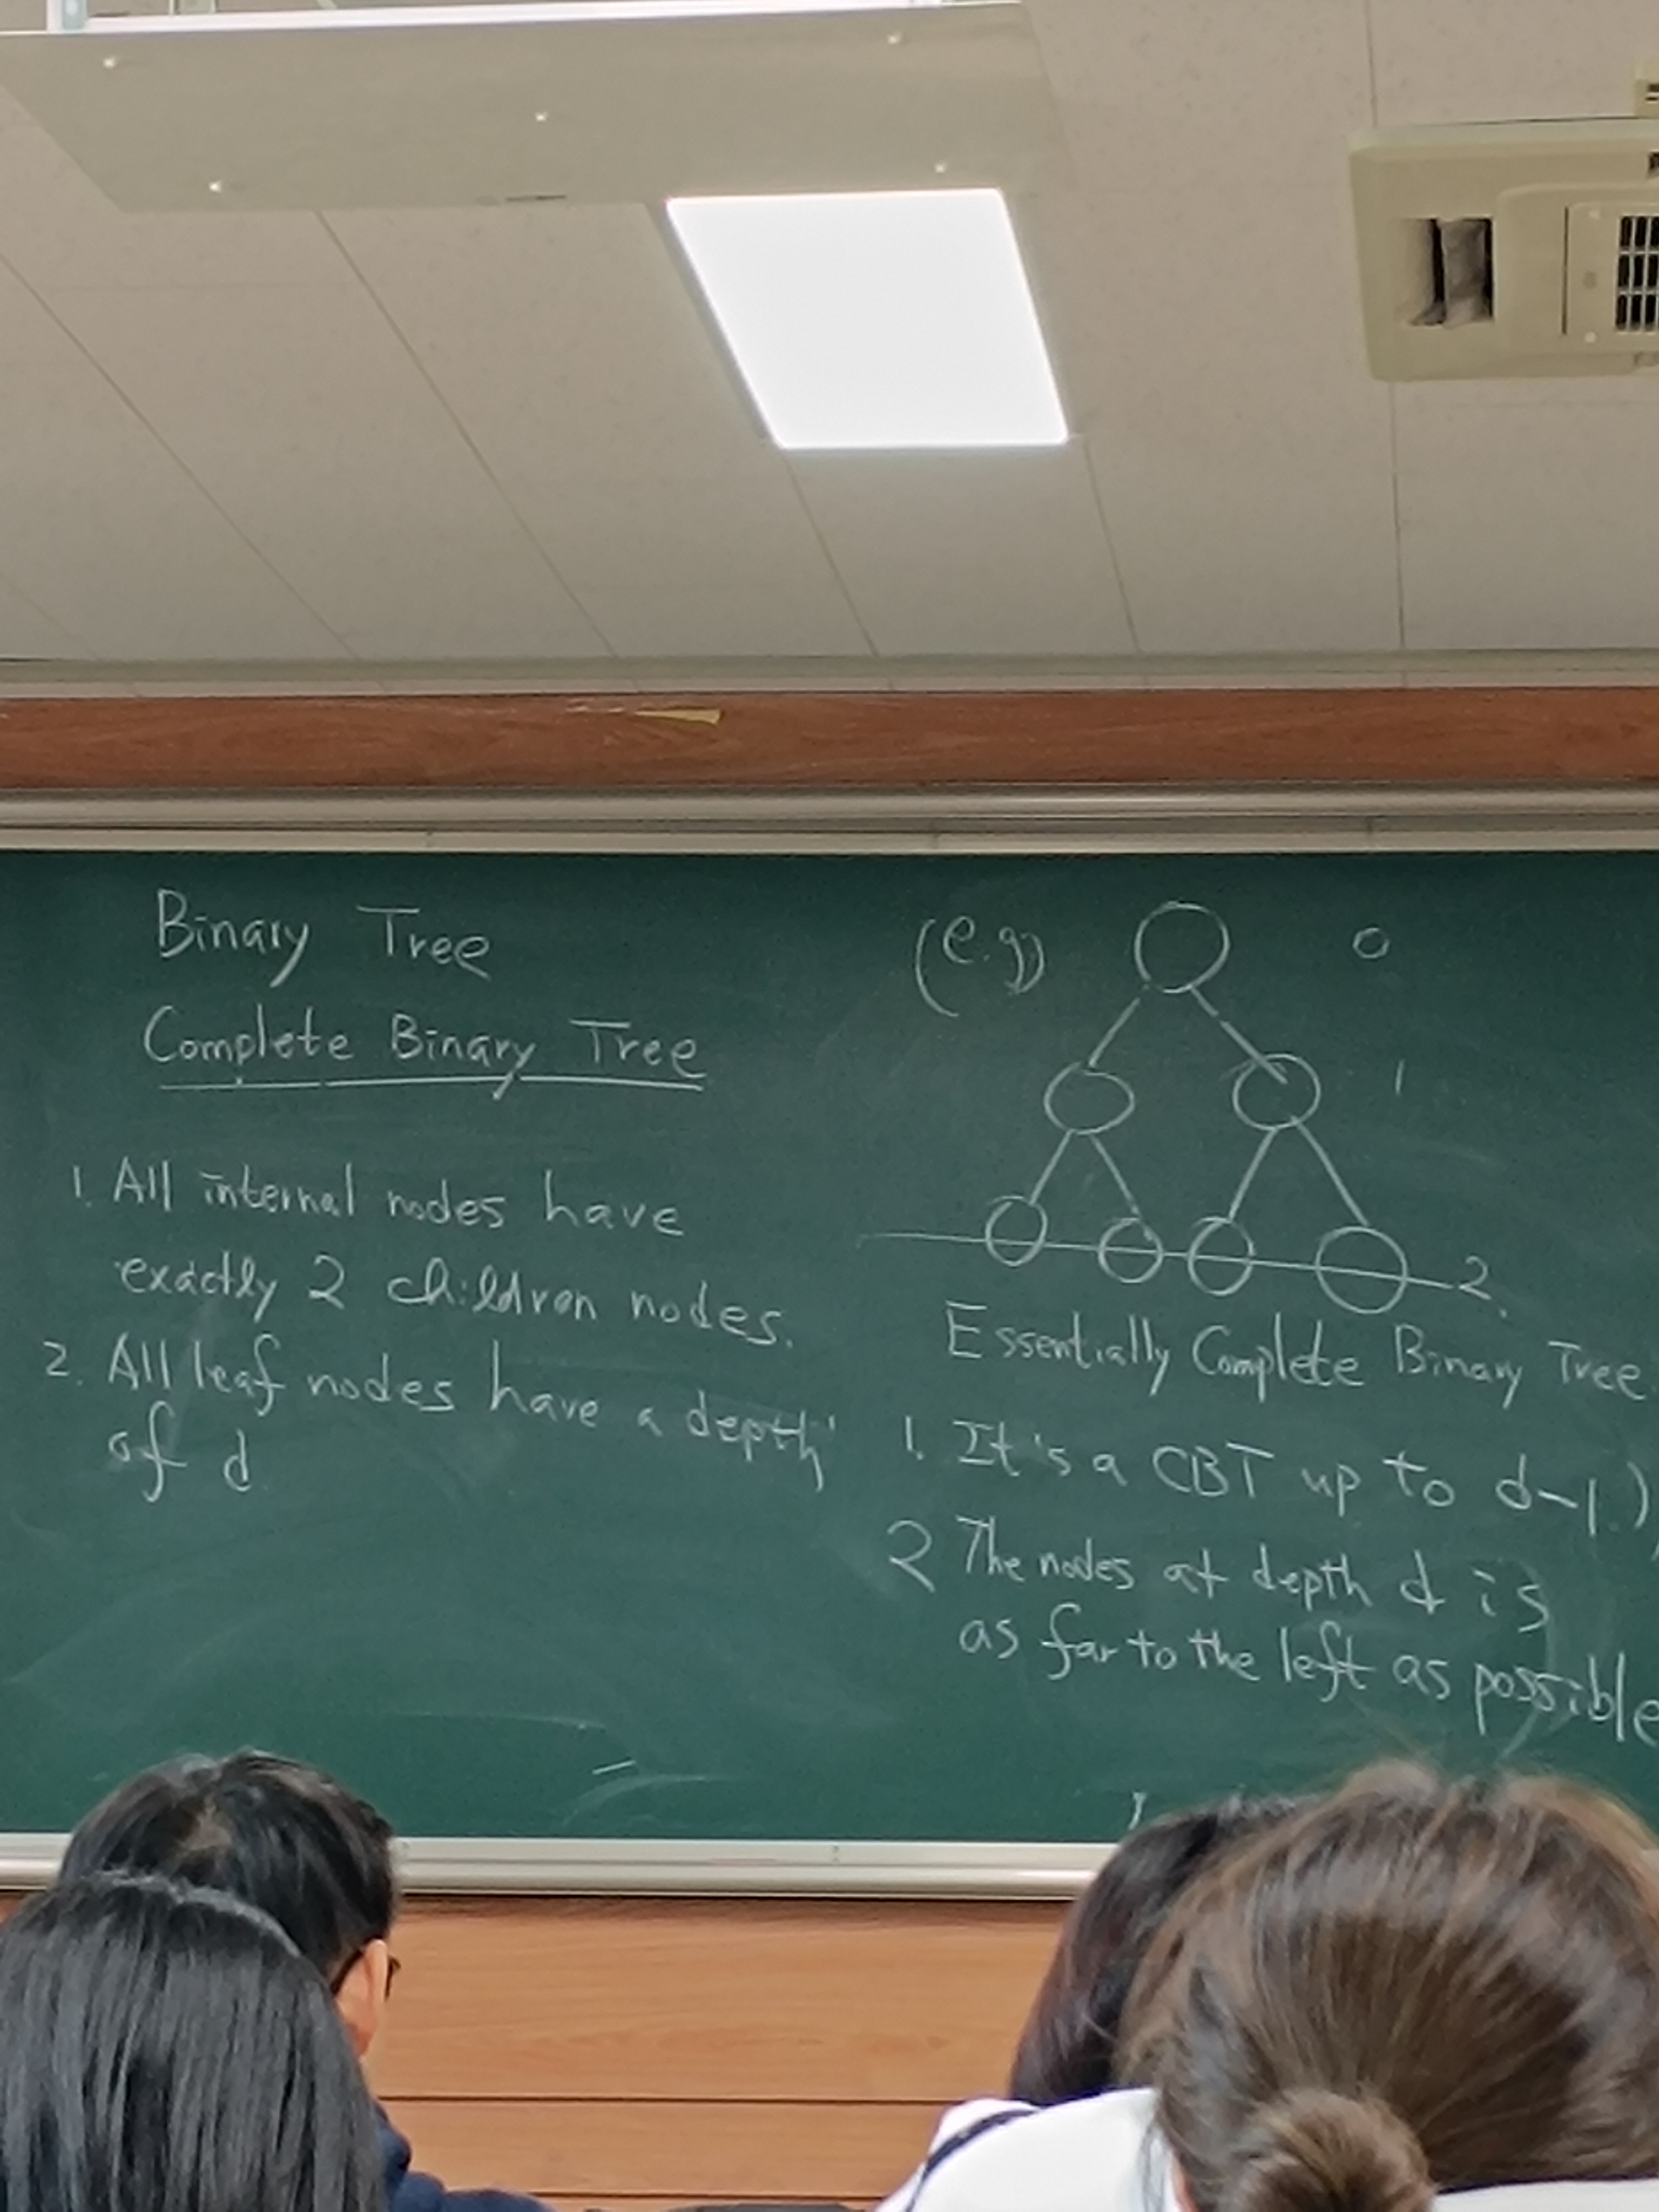 Binary Tree
Complete Binary Tree
1. All internal nodes have
exactly 2 children nodes.
2. All leaf nodes have a depth
of d.
(e.g)
0
1
2
Essentially Complete Binary Tree
1. It's a CBT up to d-1.)
2 The nodes at depth d is
as far to the left as possible